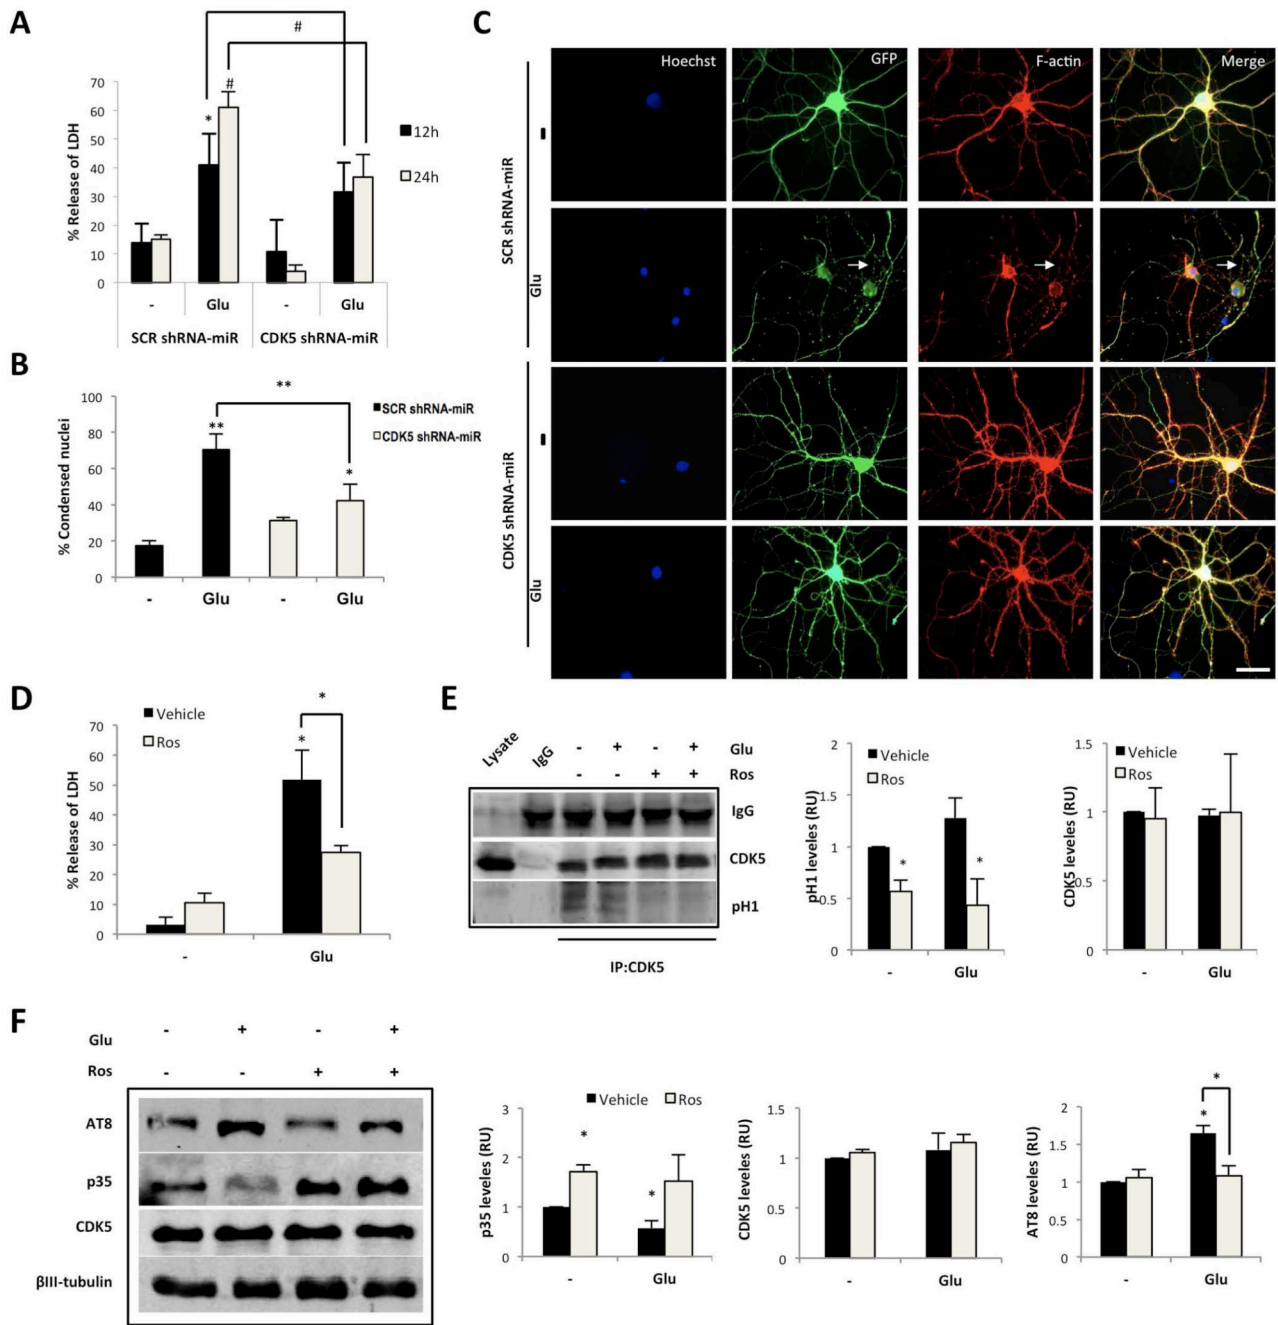 A
#
70
60
50
40
30
20
10
0
% Release of LDH
*
#
12h
24h
- Glu - Glu
SCR shRNA-miR CDK5 shRNA-miR
B
**
100
80
60
40
20
0
% Condensed nuclei
**
*
SCR shRNA-miR
CDK5 shRNA-miR
- Glu - Glu
C
Hoechst GFP F-actin Merge
-
Glu
SCR shRNA-miR
-
Glu
CDK5 shRNA-miR
D
Vehicle
Ros
*
*
70
60
50
40
30
20
10
0
% Release of LDH
- Glu
E
Lysate IgG - + - + Glu
- - + + Ros
IgG
CDK5
pH1
IP:CDK5
2
1.5
1
0.5
0
pH1 leveles (RU)
Vehicle
Ros
*
*
- Glu
1.5
1
0.5
0
CDK5 leveles (RU)
Vehicle
Ros
- Glu
F
Glu - + - +
Ros - - + +
AT8
p35
CDK5
βIII-tubulin
Vehicle Ros
3
2
1
0
p35 leveles (RU)
*
*
- Glu
1.5
1
0.5
0
CDK5 leveles (RU)
- Glu
2
1.5
1
0.5
0
AT8 leveles (RU)
*
*
- Glu